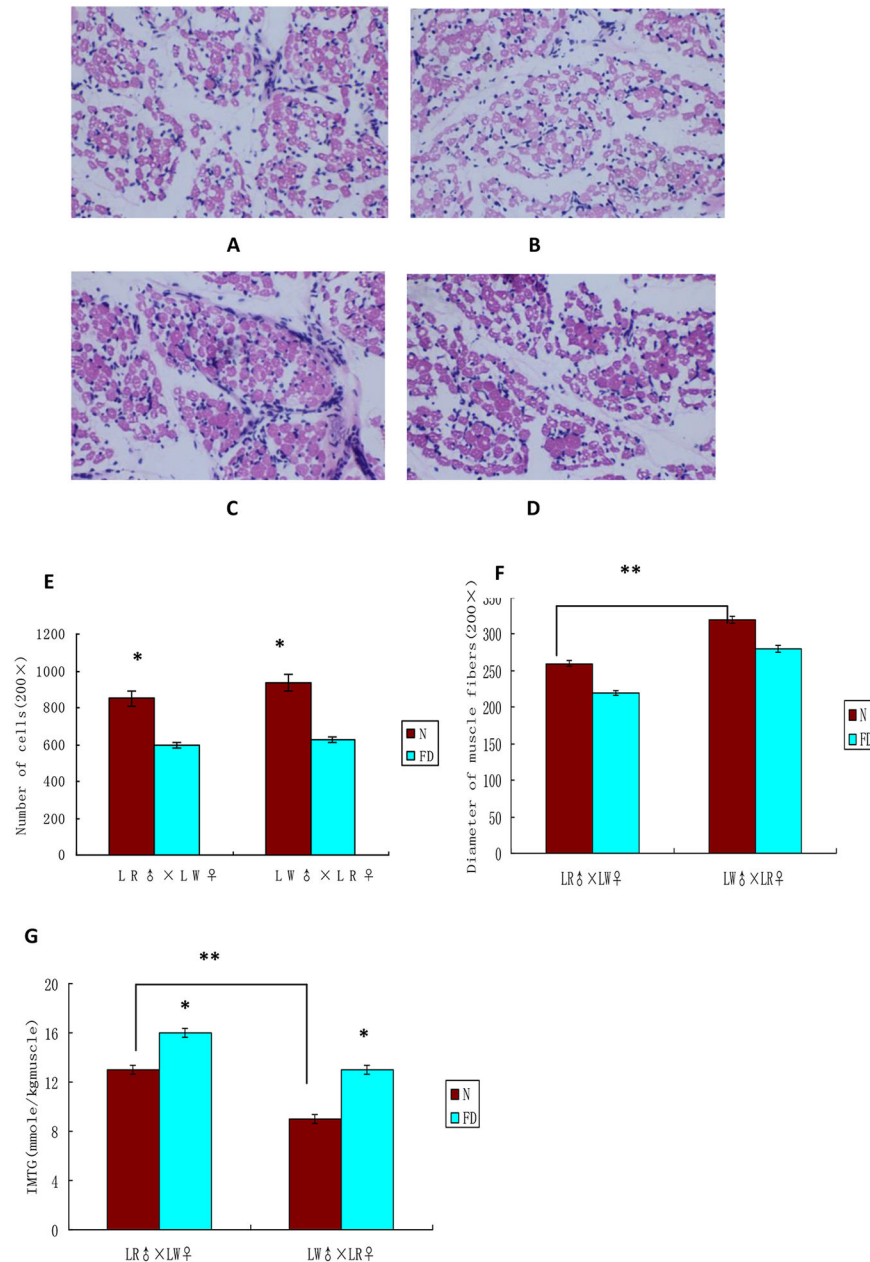 A
B
C
D
E
*
*
Number of cells(200×)
1200
1000
800
600
400
200
0
N
FD
LR♂×LW♀
LW♂×LR♀
F
**
Diameter of muscle fibers(200×)
350
300
250
200
150
100
50
0
N
FD
LR♂×LW♀
LW♂×LR♀
G
**
*
*
IMTG(mmole/kgmuscle)
20
16
12
8
4
0
N
FD
LR♂×LW♀
LW♂×LR♀